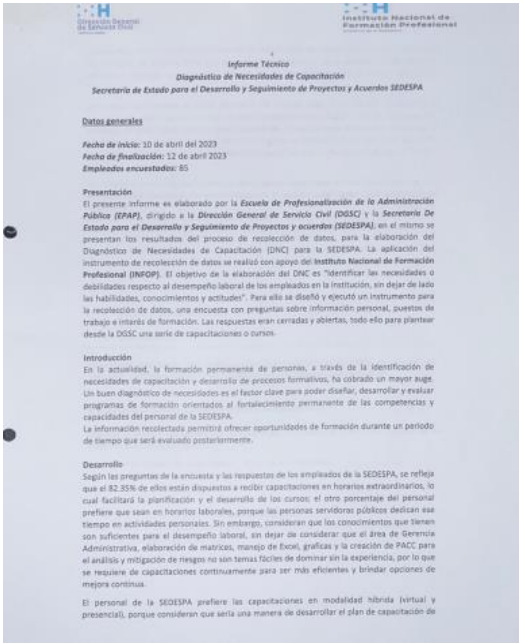 Dirección General
de Servicio Civil
Instituto Nacional de
Formación Profesional
Informe Técnico
Diagnóstico de Necesidades de Capacitación
Secretaría de Estado para el Desarrollo y Seguimiento de Proyectos y Acuerdos SEDESPA
Datos generales
Fecha de inicio: 10 de abril del 2023
Fecha de finalización: 12 de abril 2023
Empleados encuestados: 85
Presentación
El presente informe es elaborado por la Escuela de Profesionalización de la Administración
Pública (EPAP), dirigido a la Dirección General de Servicio Civil (DGSC) y la Secretaría De
Estado para el Desarrollo y Seguimiento de Proyectos y acuerdos (SEDESPA), en el mismo se
presentan los resultados del proceso de recolección de datos, para la elaboración del
Diagnóstico de Necesidades de Capacitación (DNC) para la SEDESPA. La aplicación del
instrumento de recolección de datos se realizó con apoyo del Instituto Nacional de Formación
Profesional (INFOP). El objetivo de la elaboración del DNC es "Identificar las necesidades o
debilidades respecto al desempeño laboral de los empleados en la institución, sin dejar de lado
las habilidades, conocimientos y actitudes". Para ello se diseñó y ejecutó un instrumento para
la recolección de datos, una encuesta con preguntas sobre información personal, puestos de
trabajo e interés de formación. Las respuestas eran cerradas y abiertas, todo ello para plantear
desde la DGSC una serie de capacitaciones o cursos.
Introducción
En la actualidad, la formación permanente de personas, a través de la identificación de
necesidades de capacitación y desarrollo de procesos formativos, ha cobrado un mayor auge.
Un buen diagnóstico de necesidades es el factor clave para poder diseñar, desarrollar y evaluar
programas de formación orientados al fortalecimiento permanente de las competencias y
capacidades del personal de la SEDESPA.
La información recolectada permitirá ofrecer oportunidades de formación durante un periodo
de tiempo que será evaluado posteriormente.
Desarrollo
Según las preguntas de la encuesta y las respuestas de los empleados de la SEDESPA, se refleja
que el 82.35% de ellos están dispuestos a recibir capacitaciones en horarios extraordinarios, lo
cual facilitará la planificación y el desarrollo de los cursos; el otro porcentaje del personal
prefiere que sean en horarios laborales, porque las personas servidoras públicos dedican ese
tiempo en actividades personales. Sin embargo, consideran que los conocimientos que tienen
son suficientes para el desempeño laboral, sin dejar de considerar que el área de Gerencia
Administrativa, elaboración de matrices, manejo de Excel, graficas y la creación de PACC para
el análisis y mitigación de riesgos no son temas fáciles de dominar sin la experiencia, por lo que
se requiere de capacitaciones continuamente para ser más eficientes y brindar opciones de
mejora continua.
El personal de la SEDESPA prefiere las capacitaciones en modalidad híbrida (virtual y
presencial), porque consideran que sería una manera de desarrollar el plan de capacitación de